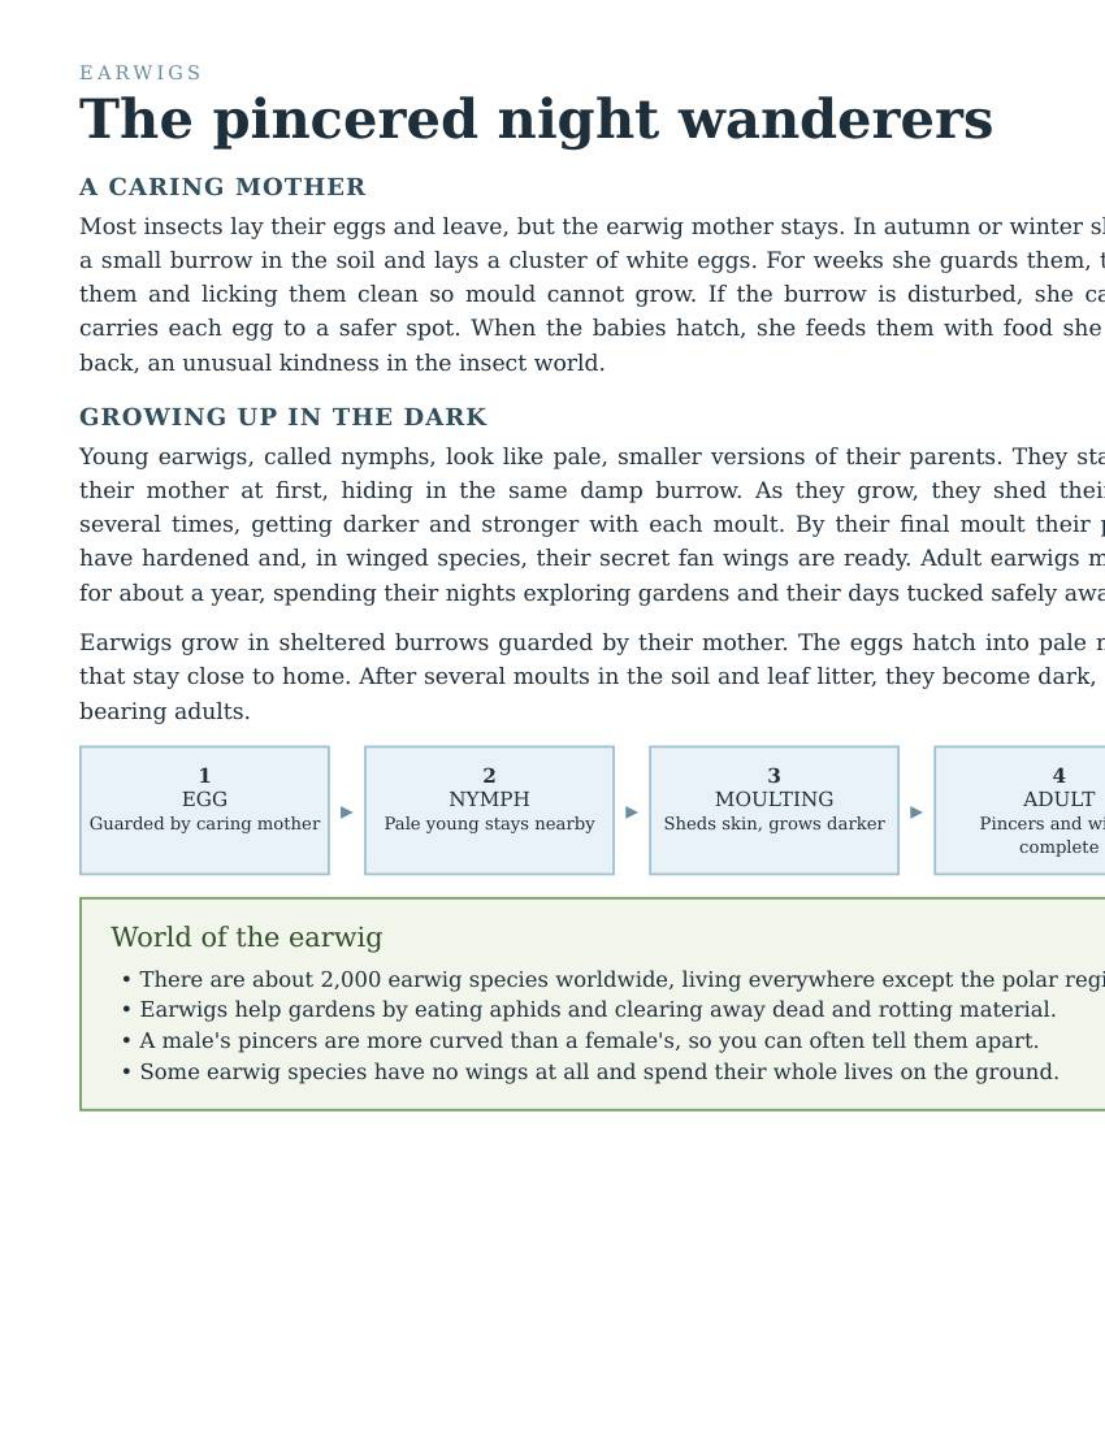 EARWIGS
The pincered night wanderers
A CARING MOTHER
Most insects lay their eggs and leave, but the earwig mother stays. In autumn or winter
a small burrow in the soil and lays a cluster of white eggs. For weeks she guards them,
them and licking them clean so mould cannot grow. If the burrow is disturbed, she
carries each egg to a safer spot. When the babies hatch, she feeds them with food she
back, an unusual kindness in the insect world.
GROWING UP IN THE DARK
Young earwigs, called nymphs, look like pale, smaller versions of their parents. They
their mother at first, hiding in the same damp burrow. As they grow, they shed
several times, getting darker and stronger with each moult. By their final moult their
have hardened and, in winged species, their secret fan wings are ready. Adult earwigs
for about a year, spending their nights exploring gardens and their days tucked safely
Earwigs grow in sheltered burrows guarded by their mother. The eggs hatch into pale
that stay close to home. After several moults in the soil and leaf litter, they become dark,
bearing adults.
1
EGG
Guarded by caring mother
▶
2
NYMPH
Pale young stays nearby
▶
3
MOULTING
Sheds skin, grows darker
▶
4
ADULT
Pincers and
complete
World of the earwig
• There are about 2,000 earwig species worldwide, living everywhere except the polar
• Earwigs help gardens by eating aphids and clearing away dead and rotting material.
• A male's pincers are more curved than a female's, so you can often tell them apart.
• Some earwig species have no wings at all and spend their whole lives on the ground.